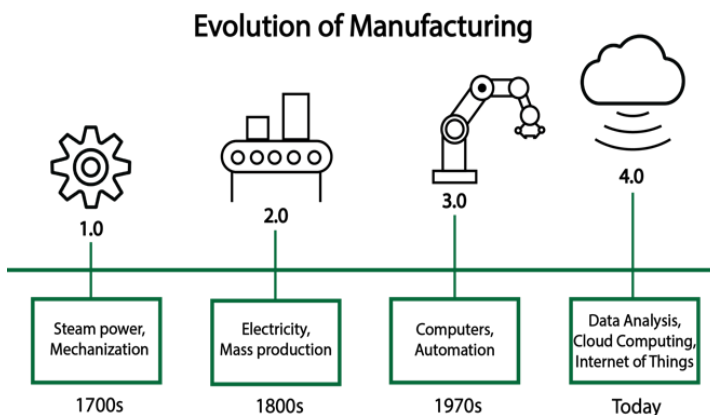 Evolution of Manufacturing
1.0
2.0
3.0
4.0
Steam power,
Mechanization
Electricity,
Mass production
Computers,
Automation
Data Analysis,
Cloud Computing,
Internet of Things
1700s
1800s
1970s
Today